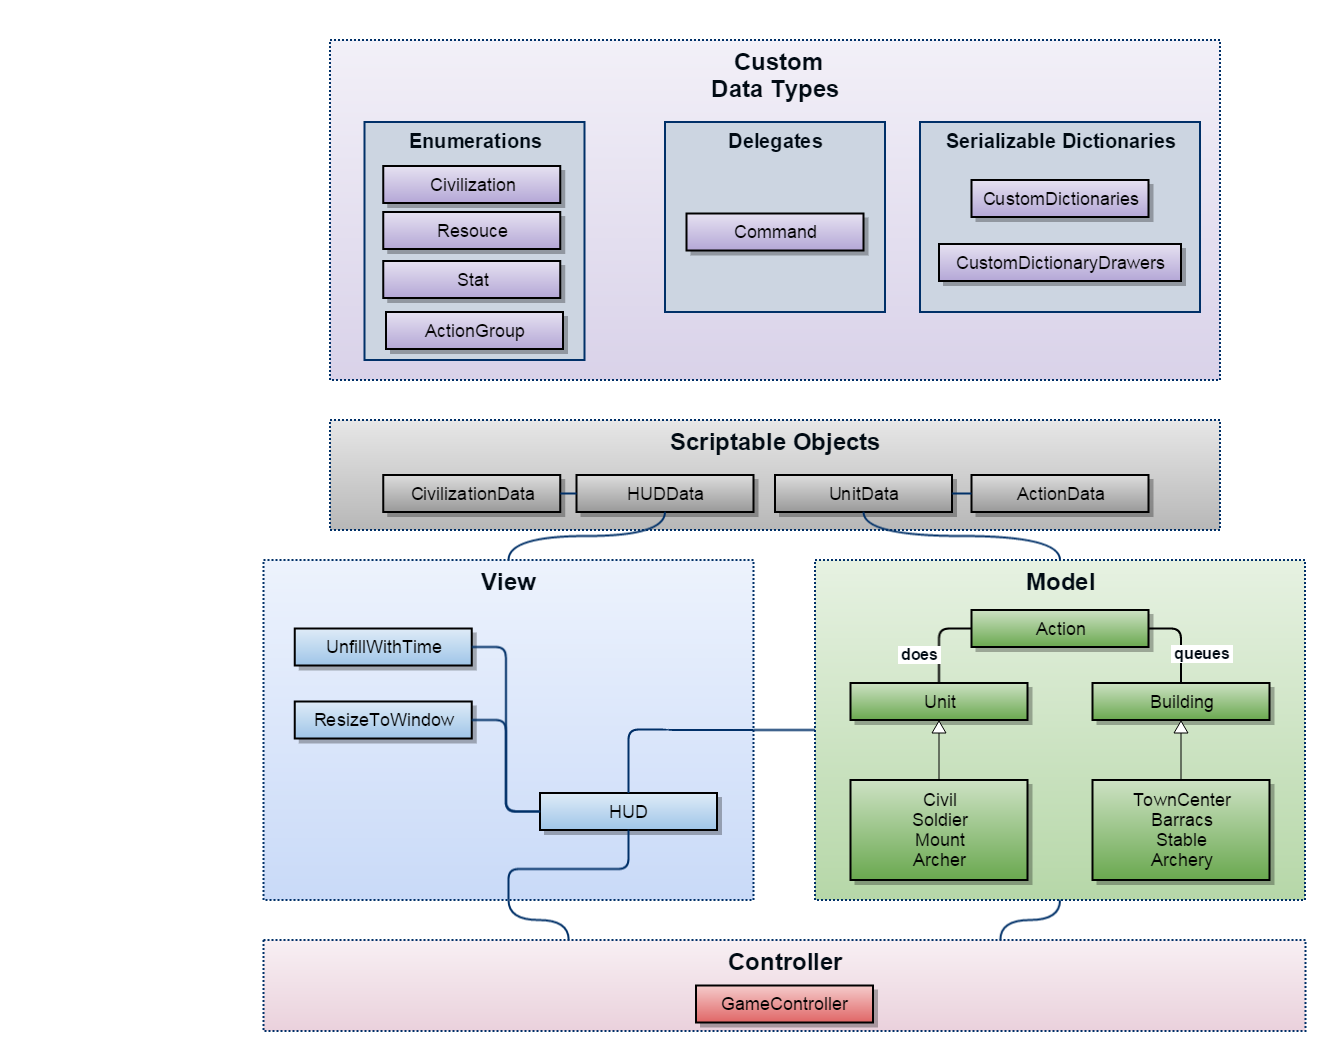 Custom
Data Types
Enumerations
Civilization
Resouce
Stat
ActionGroup
Delegates
Command
Serializable Dictionaries
CustomDictionaries
CustomDictionaryDrawers
Scriptable Objects
CivilizationData
HUDData
UnitData
ActionData
View
UnfillWithTime
ResizeToWindow
HUD
Model
Action
does
queues
Unit
Building
Civil
Soldier
Mount
Archer
TownCenter
Barracs
Stable
Archery
Controller
GameController